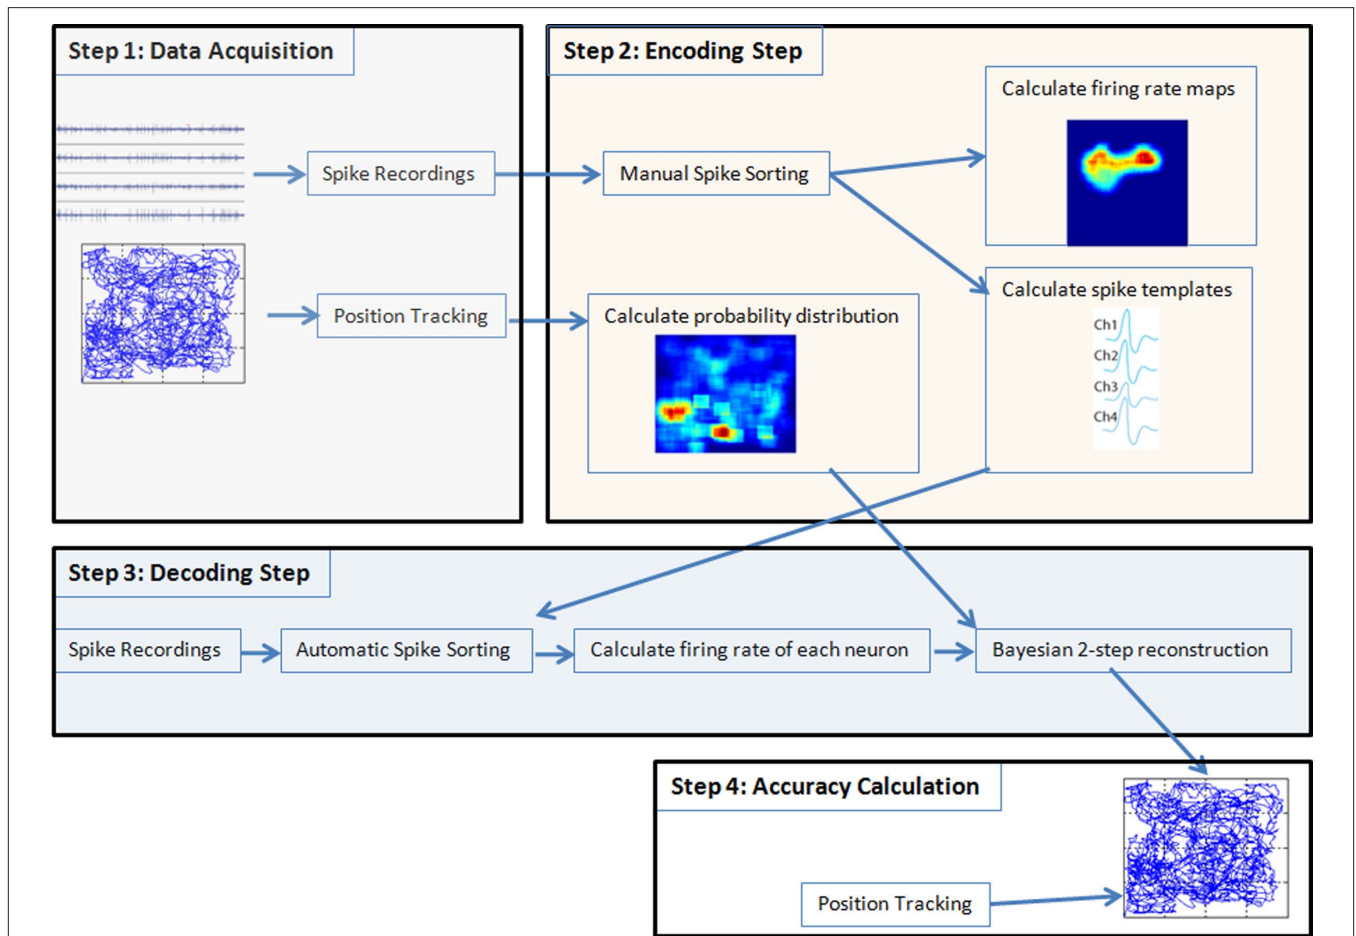 Step 1: Data Acquisition
Spike Recordings
Position Tracking
Step 2: Encoding Step
Manual Spike Sorting
Calculate firing rate maps
Calculate probability distribution
Calculate spike templates
Ch1
Ch2
Ch3
Ch4
Step 3: Decoding Step
Spike Recordings
Automatic Spike Sorting
Calculate firing rate of each neuron
Bayesian 2-step reconstruction
Step 4: Accuracy Calculation
Position Tracking